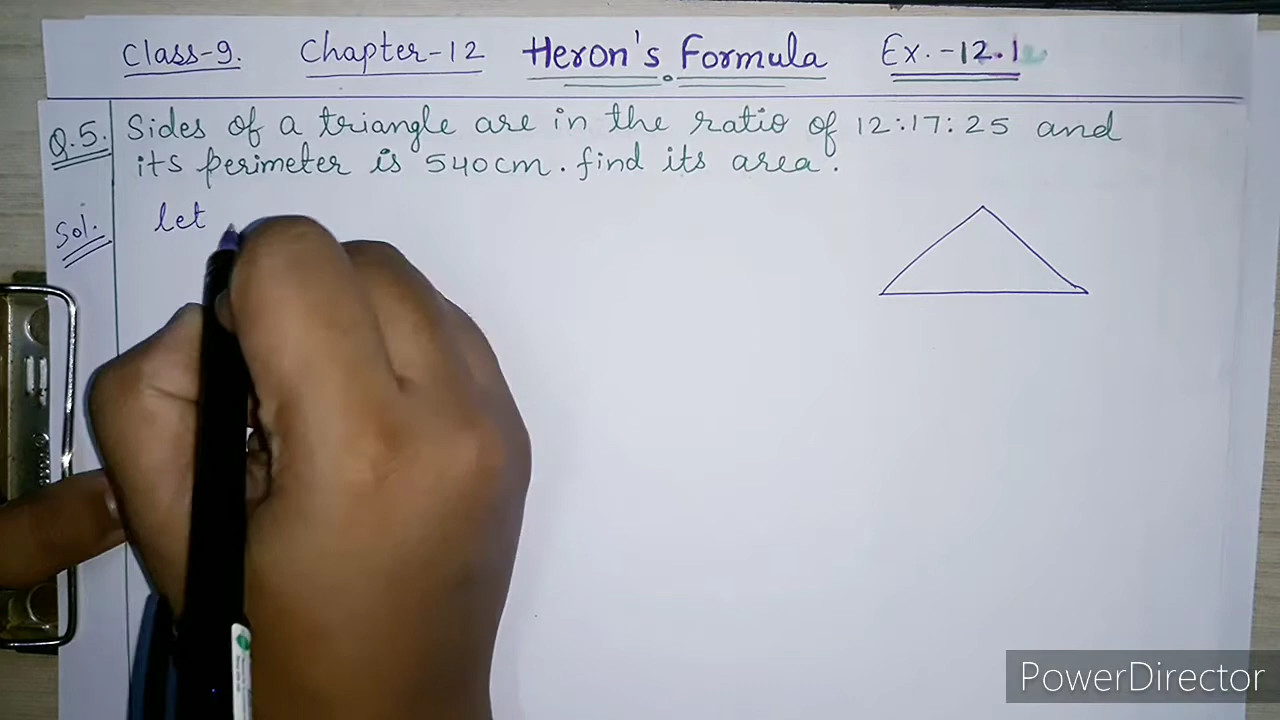 Class-9. Chapter-12 Heron's Formula Ex.-12.1
Q.5. Sides of a triangle are in the ratio of 12:17:25 and
its perimeter is 540cm. find its area.
Sol. let
PowerDirector